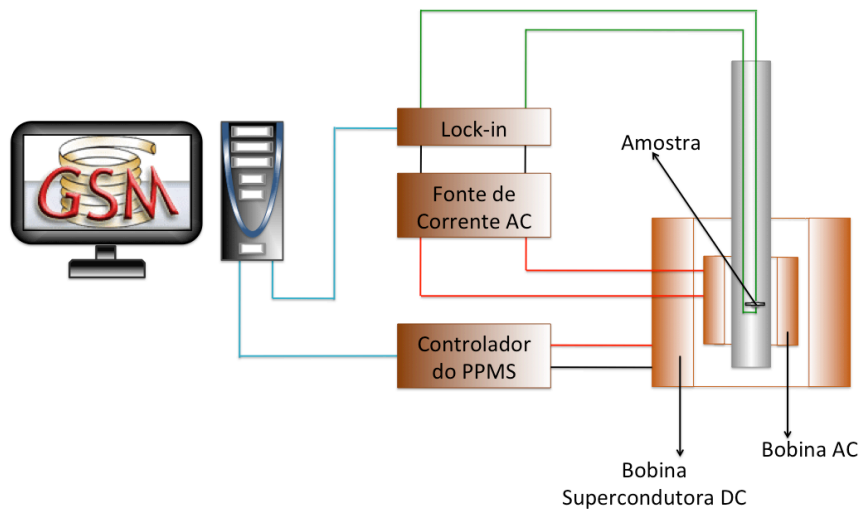 GSM
Lock-in
Fonte de
Corrente AC
Controlador
do PPMS
Amostra
Bobina AC
Bobina
Supercondutora DC